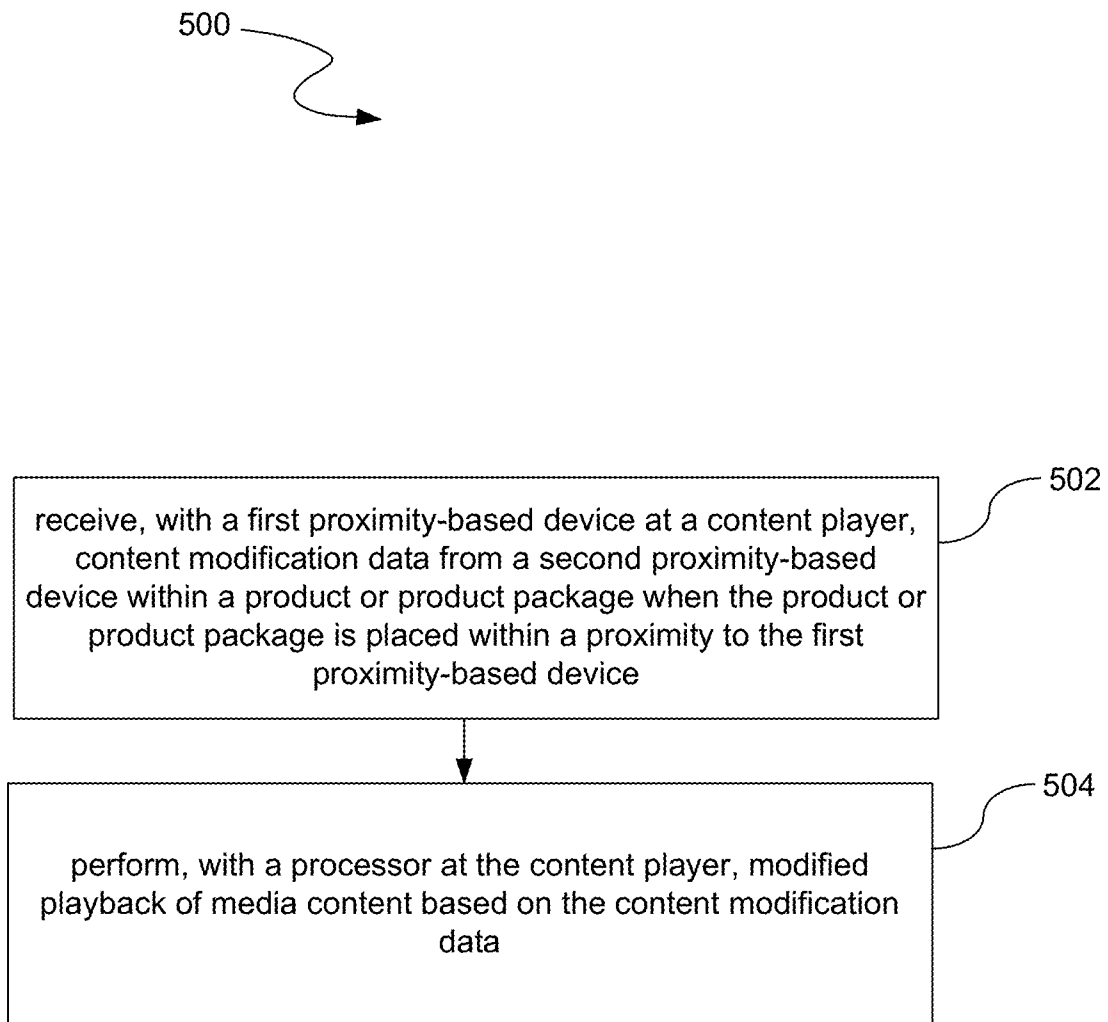 500
502
receive, with a first proximity-based device at a content player,
content modification data from a second proximity-based
device within a product or product package when the product or
product package is placed within a proximity to the first
proximity-based device
504
perform, with a processor at the content player, modified
playback of media content based on the content modification
data